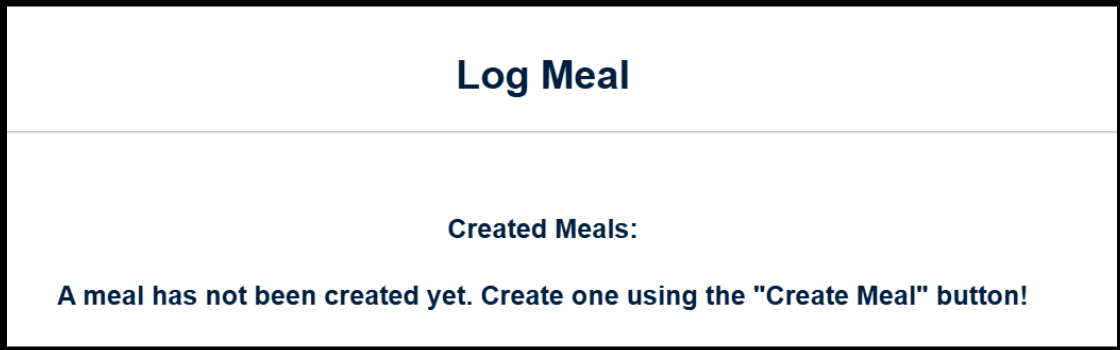 Log Meal
Created Meals:
A meal has not been created yet. Create one using the "Create Meal" button!